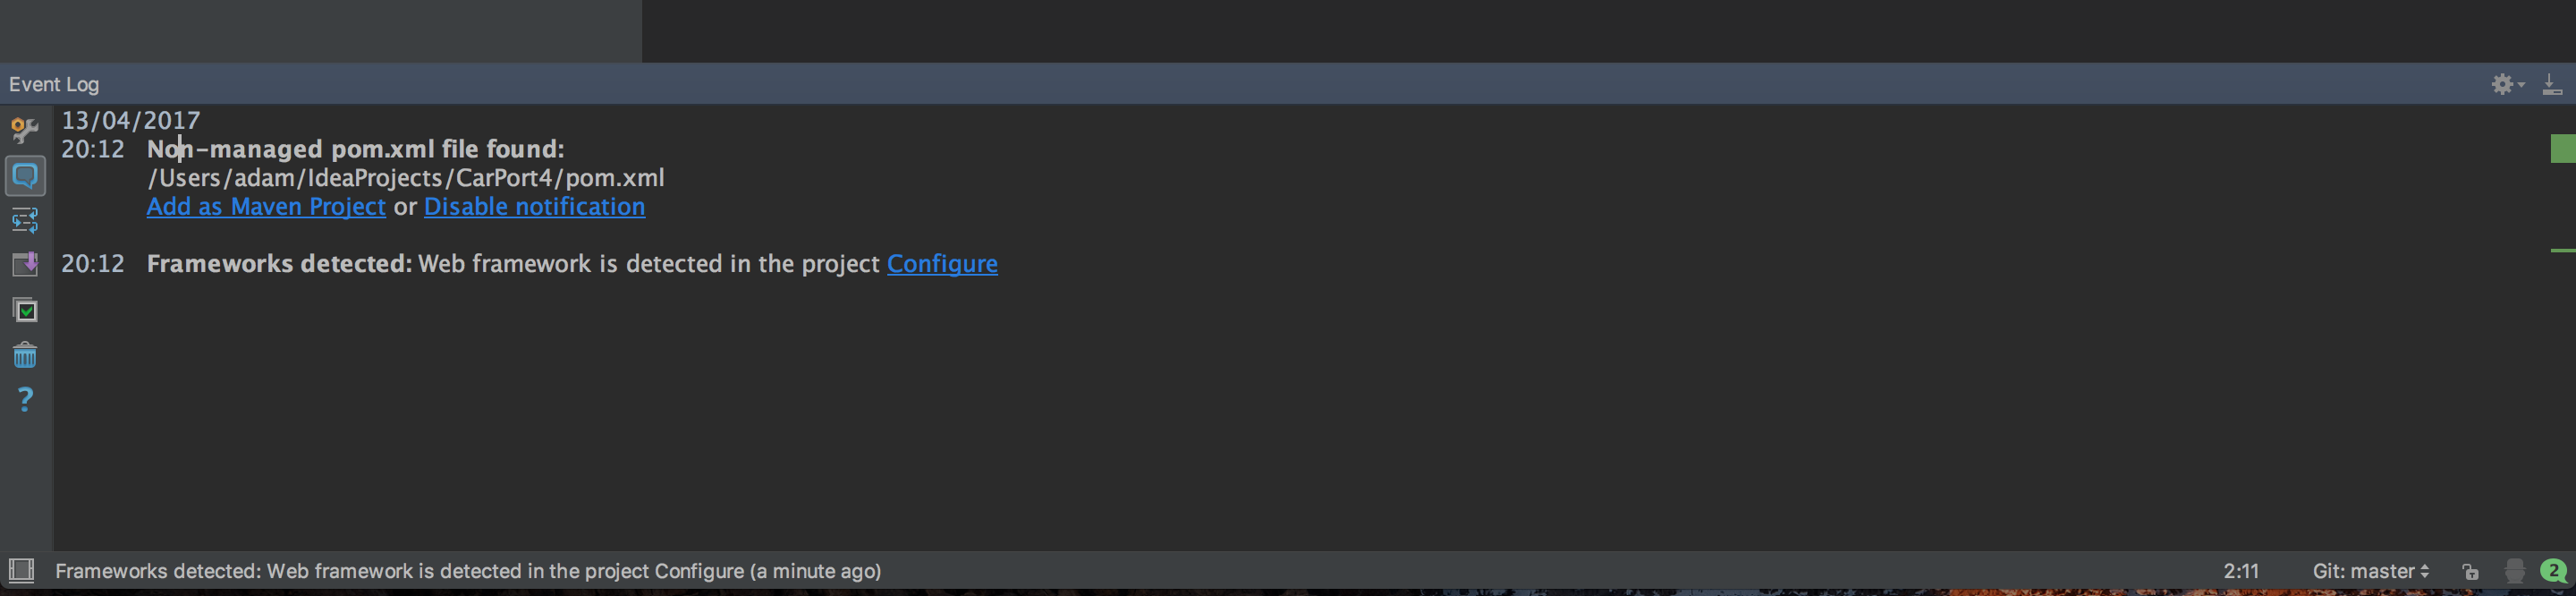 Event Log
13/04/2017
20:12 Non-managed pom.xml file found:
/Users/adam/IdeaProjects/CarPort4/pom.xml
Add as Maven Project or Disable notification
20:12 Frameworks detected: Web framework is detected in the project Configure
?
Frameworks detected: Web framework is detected in the project Configure (a minute ago) 2:11 Git: master 2